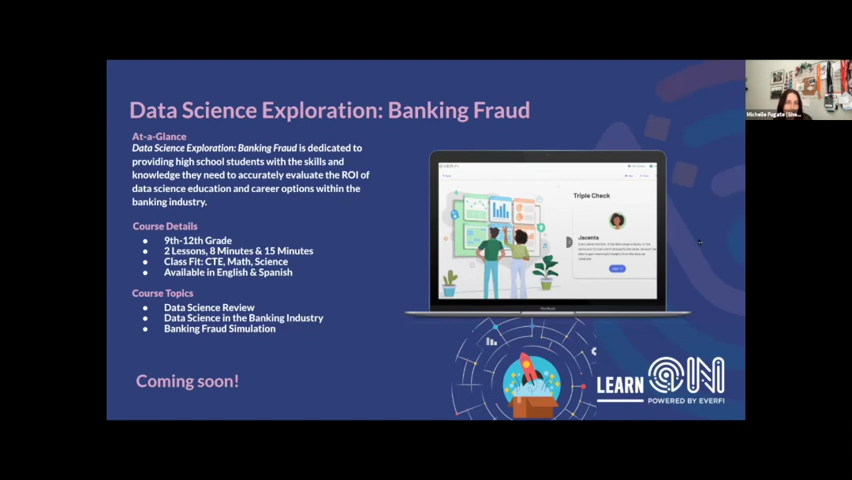 Data Science Exploration: Banking Fraud
At-a-Glance
Data Science Exploration: Banking Fraud is dedicated to
providing high school students with the skills and
knowledge they need to accurately evaluate the ROI of
data science education and career options within the
banking industry.
Course Details
● 9th-12th Grade
● 2 Lessons, 8 Minutes & 15 Minutes
● Class Fit: CTE, Math, Science
● Available in English & Spanish
Course Topics
● Data Science Review
● Data Science in the Banking Industry
● Banking Fraud Simulation
Coming soon!
Triple Check
Jacenta
LEARN ON
POWERED BY EVERFI
Michelle Fugate (She...